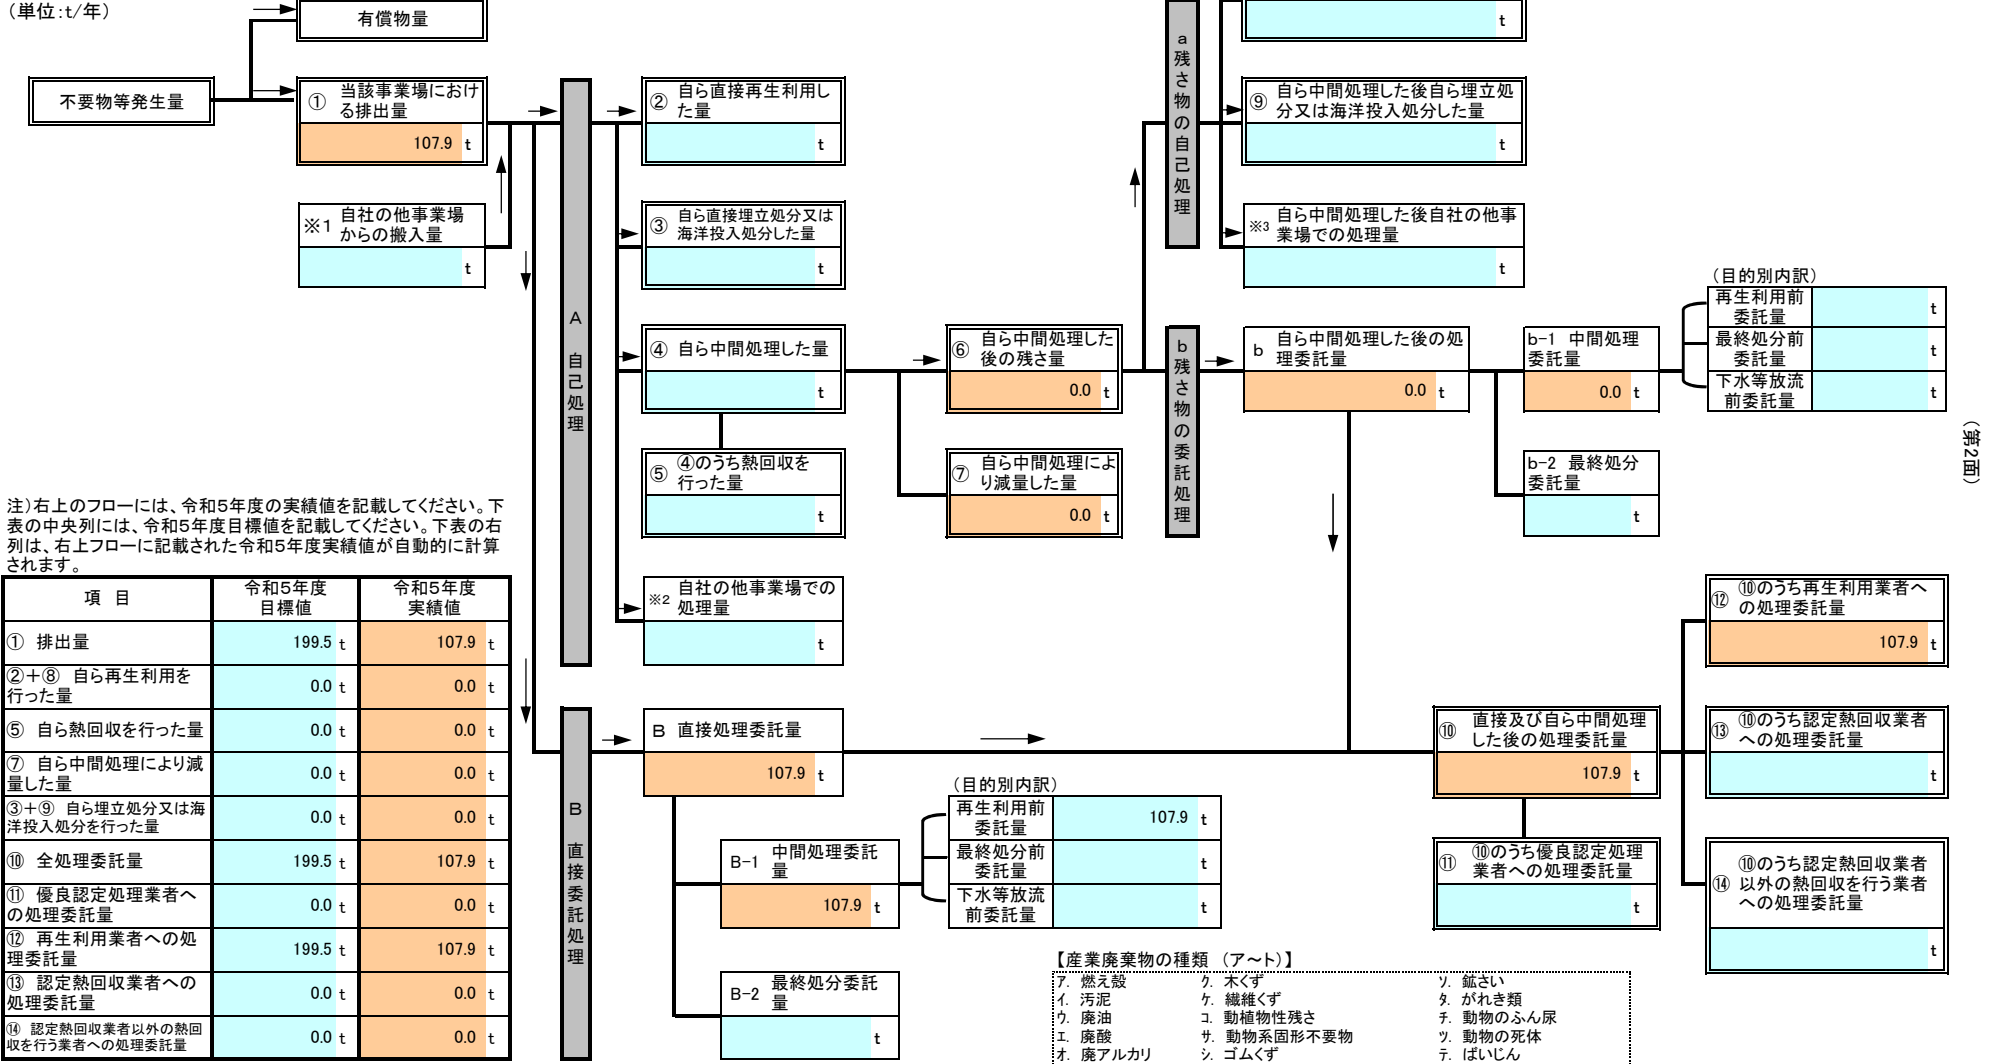 （単位：t/年）
有償物量
不要物等発生量
① 当該事業場におけ
る排出量
107.9 t
※1 自社の他事業場
からの搬入量
t
A
自己処理
② 自ら直接再生利用し
た量
t
③ 自ら直接埋立処分又は
海洋投入処分した量
t
④ 自ら中間処理した量
t
⑤ ④のうち熱回収を
行った量
t
※2 自社の他事業場での
処理量
t
⑥ 自ら中間処理した
後の残さ量
0.0 t
⑦ 自ら中間処理によ
り減量した量
0.0 t
a
残さ物の自己処理
t
⑨ 自ら中間処理した後自ら埋立処
分又は海洋投入処分した量
t
※3 自ら中間処理した後自社の他事
業場での処理量
t
b
残さ物の委託処理
b 自ら中間処理した後の処
理委託量
0.0 t
b-1 中間処理
委託量
0.0 t
b-2 最終処分
委託量
t
（目的別内訳）
再生利用前
委託量
t
最終処分前
委託量
t
下水等放流
前委託量
t
（第2面）
注）右上のフローには、令和5年度の実績値を記載してください。下
表の中央列には、令和5年度目標値を記載してください。下表の右
列は、右上フローに記載された令和5年度実績値が自動的に計算
されます。
項 目 令和5年度 目標値 令和5年度 実績値
① 排出量 199.5 t 107.9 t
②＋⑧ 自ら再生利用を
行った量 0.0 t 0.0 t
⑤ 自ら熱回収を行った量 0.0 t 0.0 t
⑦ 自ら中間処理により減
量した量 0.0 t 0.0 t
③＋⑨ 自ら埋立処分又は海
洋投入処分を行った量 0.0 t 0.0 t
⑩ 全処理委託量 199.5 t 107.9 t
⑪ 優良認定処理業者へ
の処理委託量 0.0 t 0.0 t
⑫ 再生利用業者への処
理委託量 199.5 t 107.9 t
⑬ 認定熱回収業者への
処理委託量 0.0 t 0.0 t
⑭ 認定熱回収業者以外の熱回
収を行う業者への処理委託量 0.0 t 0.0 t
B
直接委託処理
B 直接処理委託量
107.9 t
B-1 中間処理委託
量
107.9 t
B-2 最終処分委託
量
t
（目的別内訳）
再生利用前
委託量
107.9 t
最終処分前
委託量
t
下水等放流
前委託量
t
⑩ 直接及び自ら中間処理
した後の処理委託量
107.9 t
⑪ ⑩のうち優良認定処理
業者への処理委託量
t
⑫ ⑩のうち再生利用業者へ
の処理委託量
107.9 t
⑬ ⑩のうち認定熱回収業者
への処理委託量
t
⑭ ⑩のうち認定熱回収業者
以外の熱回収を行う業者
への処理委託量
t
【産業廃棄物の種類 （ア～ト）】
ア. 燃え殻 ク. 木くず ソ. 鉱さい
イ. 汚泥 ケ. 繊維くず タ. がれき類
ウ. 廃油 コ. 動植物性残さ チ. 動物のふん尿
エ. 廃酸 サ. 動物系固形不要物 ツ. 動物の死体
オ. 廃アルカリ シ. ゴムくず テ. ばいじん